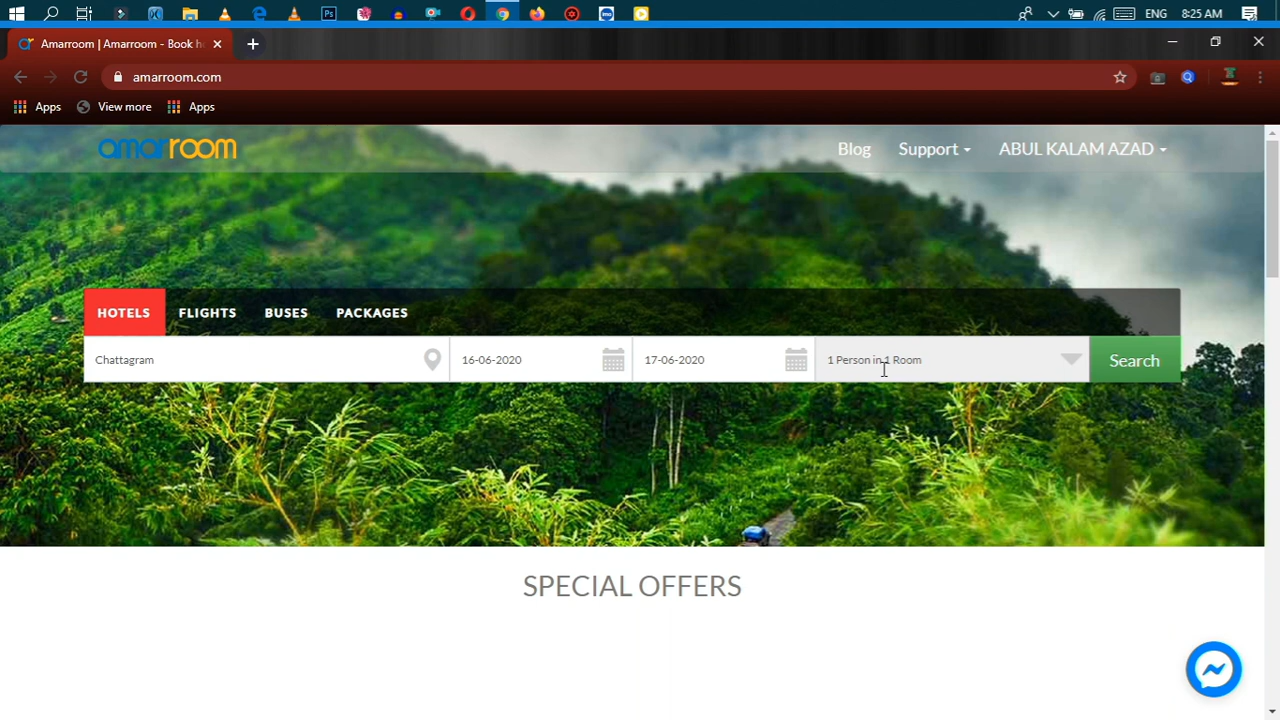 ENG 8:25 AM
Amarroom | Amarroom - Book h
amarroom.com
Apps View more Apps
amarroom Blog Support ABUL KALAM AZAD
HOTELS FLIGHTS BUSES PACKAGES
Chattagram 16-06-2020 17-06-2020 1 Person in 1 Room Search
SPECIAL OFFERS